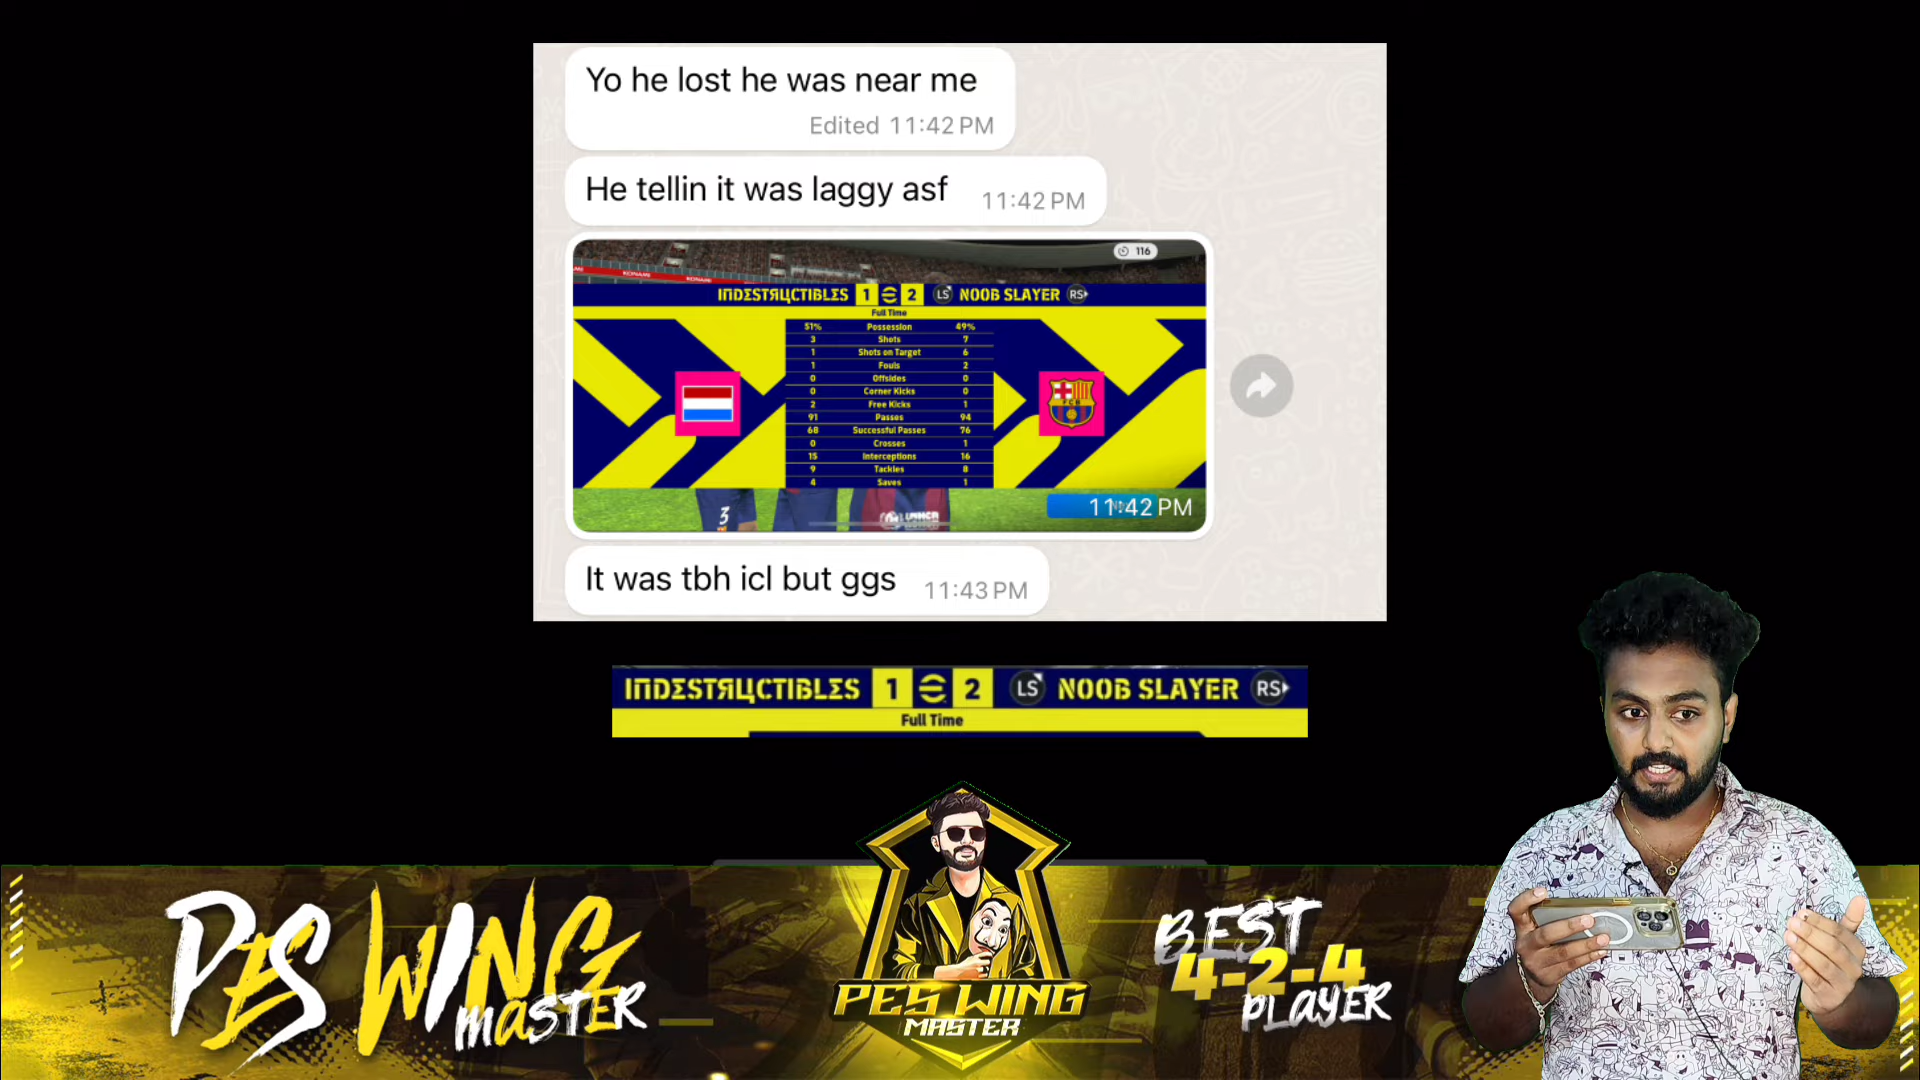 Yo he lost he was near me
Edited 11:42 PM
He tellin it was laggy asf 11:42 PM
116
KONAMI KONAMI
INDESTRUCTIBLES 1 2 LS NOOB SLAYER RS
Full Time
51% Possession 49%
3 Shots 7
1 Shots on Target 6
1 Fouls 2
0 Offsides 0
0 Corner Kicks 0
2 Free Kicks 1
91 Passes 94
68 Successful Passes 76
0 Crosses 1
15 Interceptions 16
9 Tackles 8
4 Saves 1
FCB
3
11:42 PM
It was tbh icl but ggs 11:43 PM
INDESTRUCTIBLES 1 2 LS NOOB SLAYER RS
Full Time
PES WING
MASTER
PES WING
MASTER
BEST
4-2-4
PLAYER